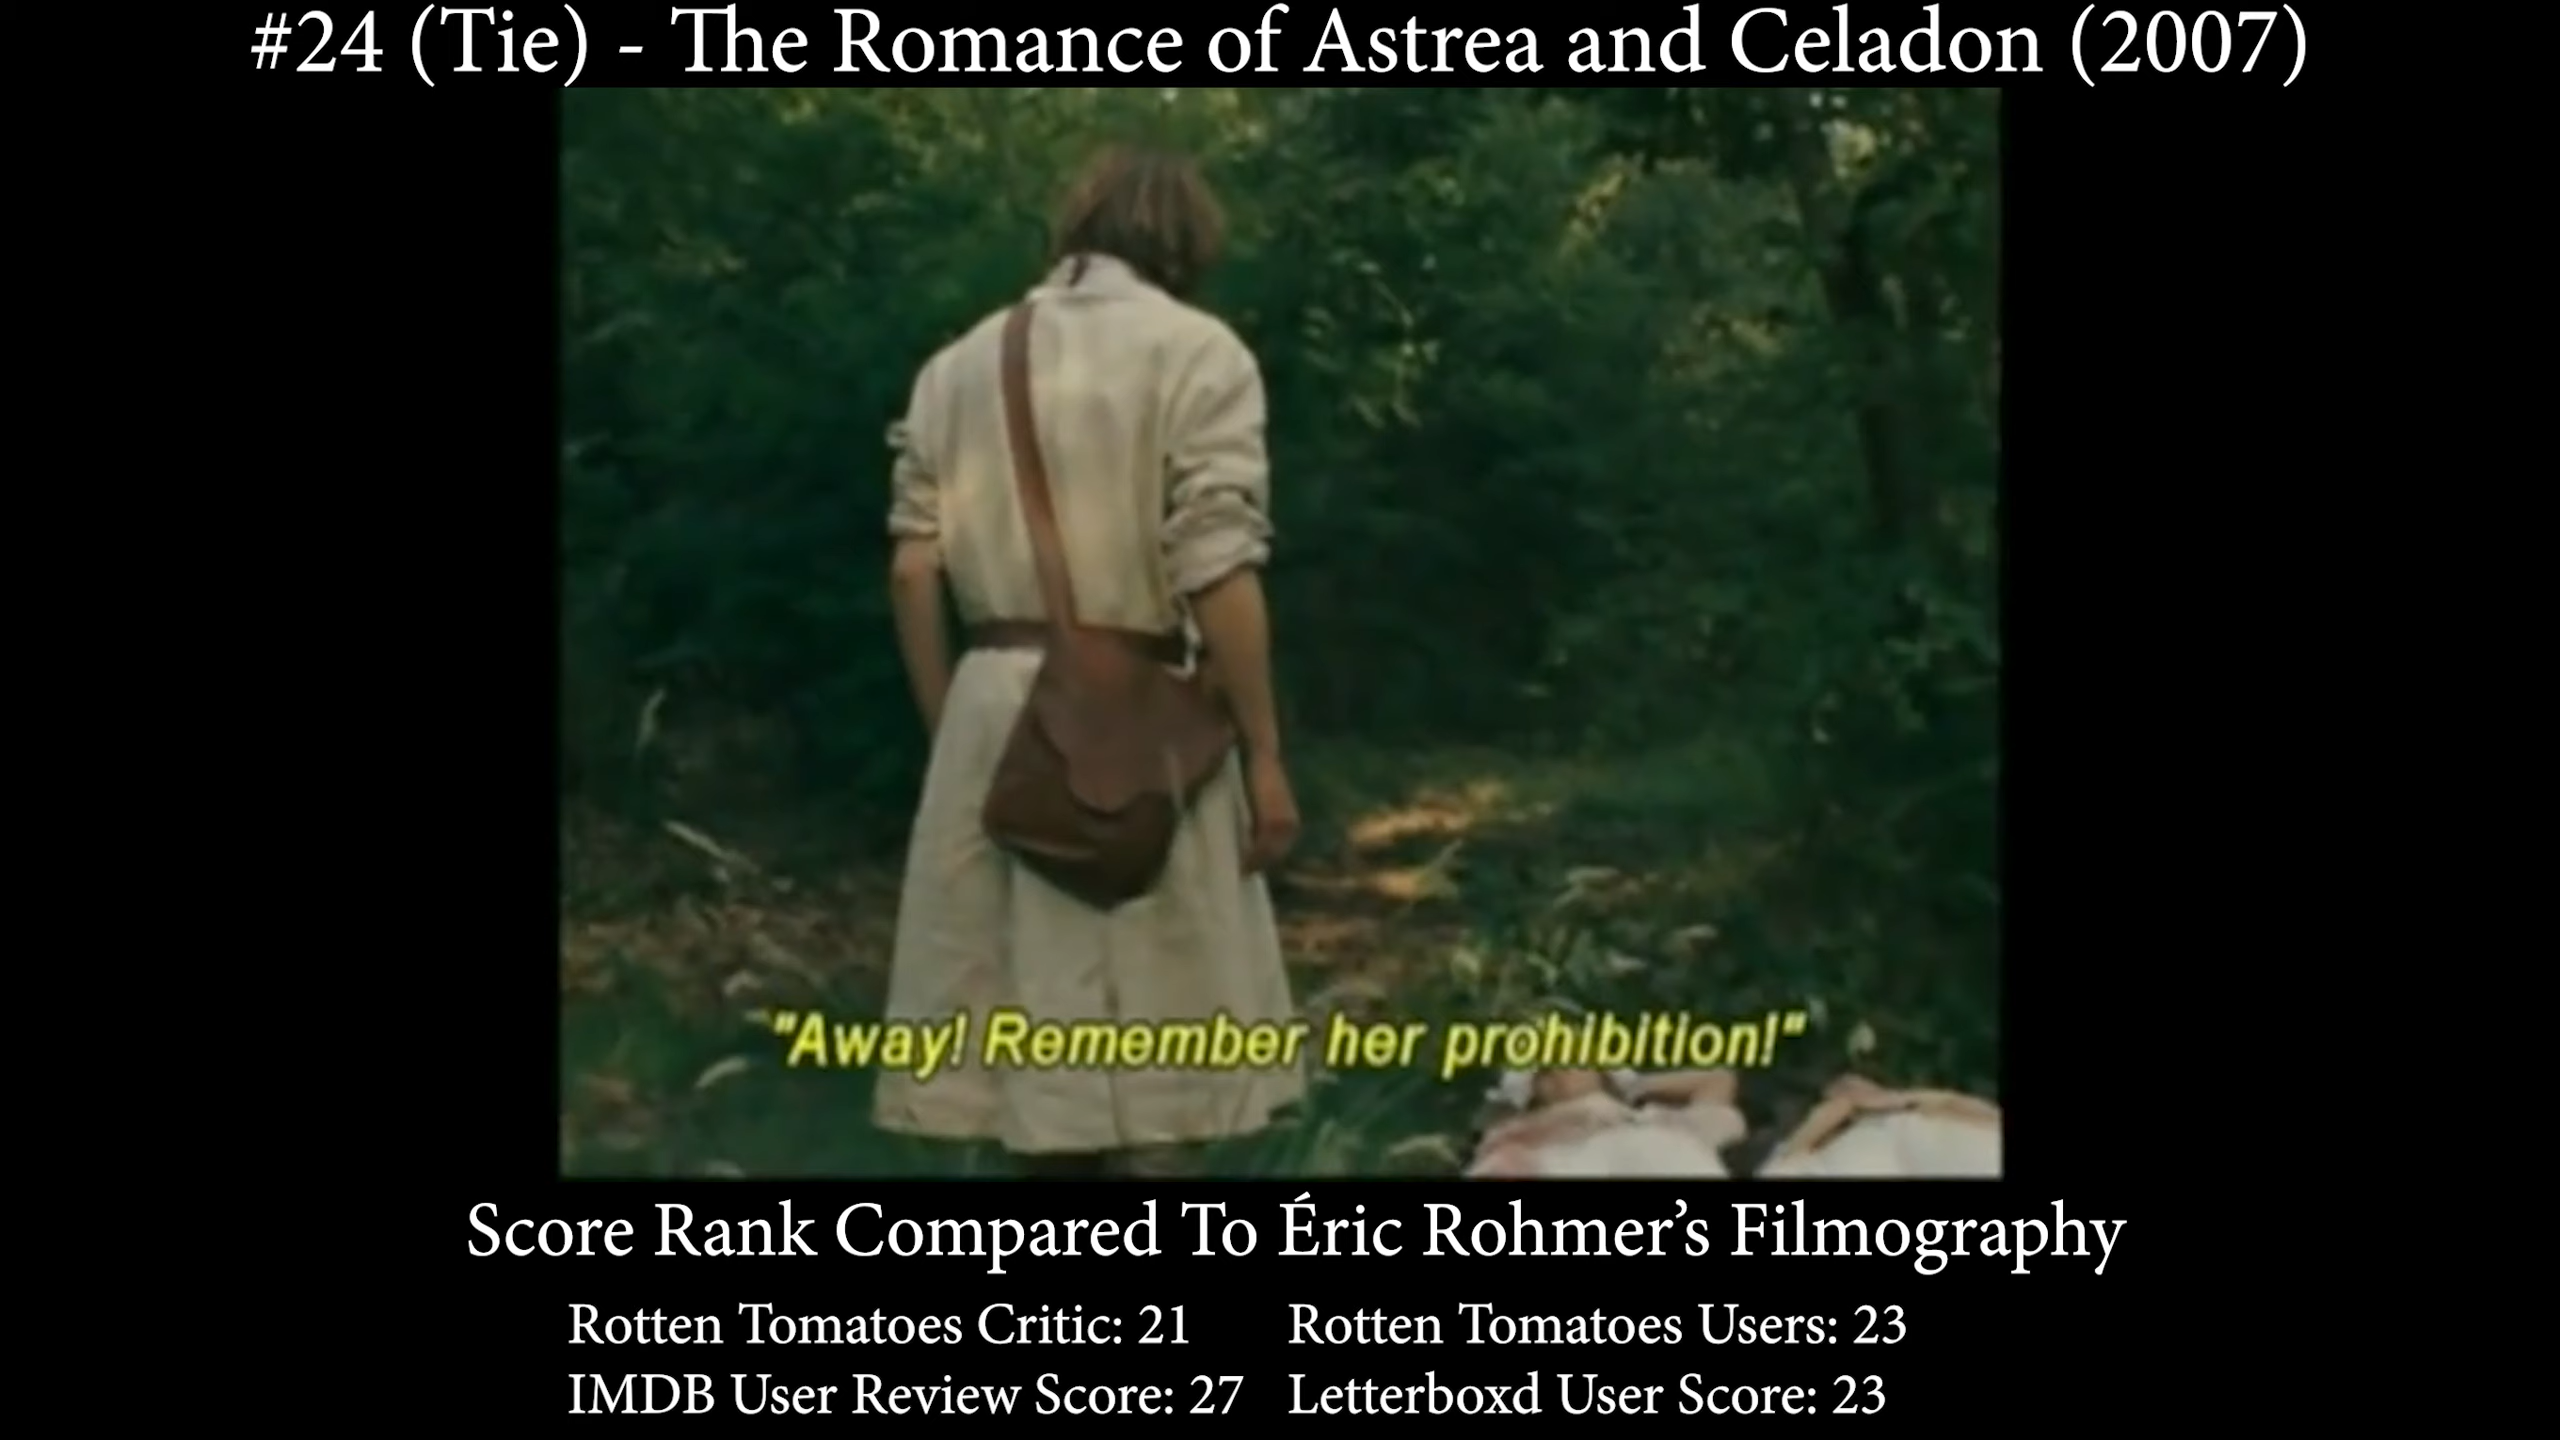 #24 (Tie) - The Romance of Astrea and Celadon (2007)
"Away! Remember her prohibition!"
Score Rank Compared To Éric Rohmer’s Filmography
Rotten Tomatoes Critic: 21
Rotten Tomatoes Users: 23
IMDB User Review Score: 27
Letterboxd User Score: 23